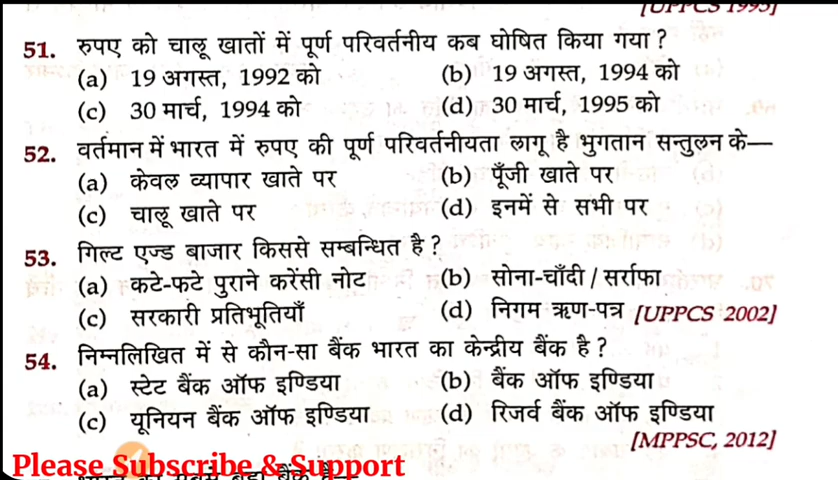 [UPPCS 1995]
51. रुपए को चालू खातों में पूर्ण परिवर्तनीय कब घोषित किया गया ?
(a) 19 अगस्त, 1992 को (b) 19 अगस्त, 1994 को
(c) 30 मार्च, 1994 को (d) 30 मार्च, 1995 को
52. वर्तमान में भारत में रुपए की पूर्ण परिवर्तनीयता लागू है भुगतान सन्तुलन के—
(a) केवल व्यापार खाते पर (b) पूँजी खाते पर
(c) चालू खाते पर (d) इनमें से सभी पर
53. गिल्ट एज्ड बाजार किससे सम्बन्धित है ?
(a) कटे-फटे पुराने करेंसी नोट (b) सोना-चाँदी / सर्राफा
(c) सरकारी प्रतिभूतियाँ (d) निगम ऋण-पत्र [UPPCS 2002]
54. निम्नलिखित में से कौन-सा बैंक भारत का केन्द्रीय बैंक है ?
(a) स्टेट बैंक ऑफ इण्डिया (b) बैंक ऑफ इण्डिया
(c) यूनियन बैंक ऑफ इण्डिया (d) रिजर्व बैंक ऑफ इण्डिया
[MPPSC, 2012]
Please Subscribe & Support